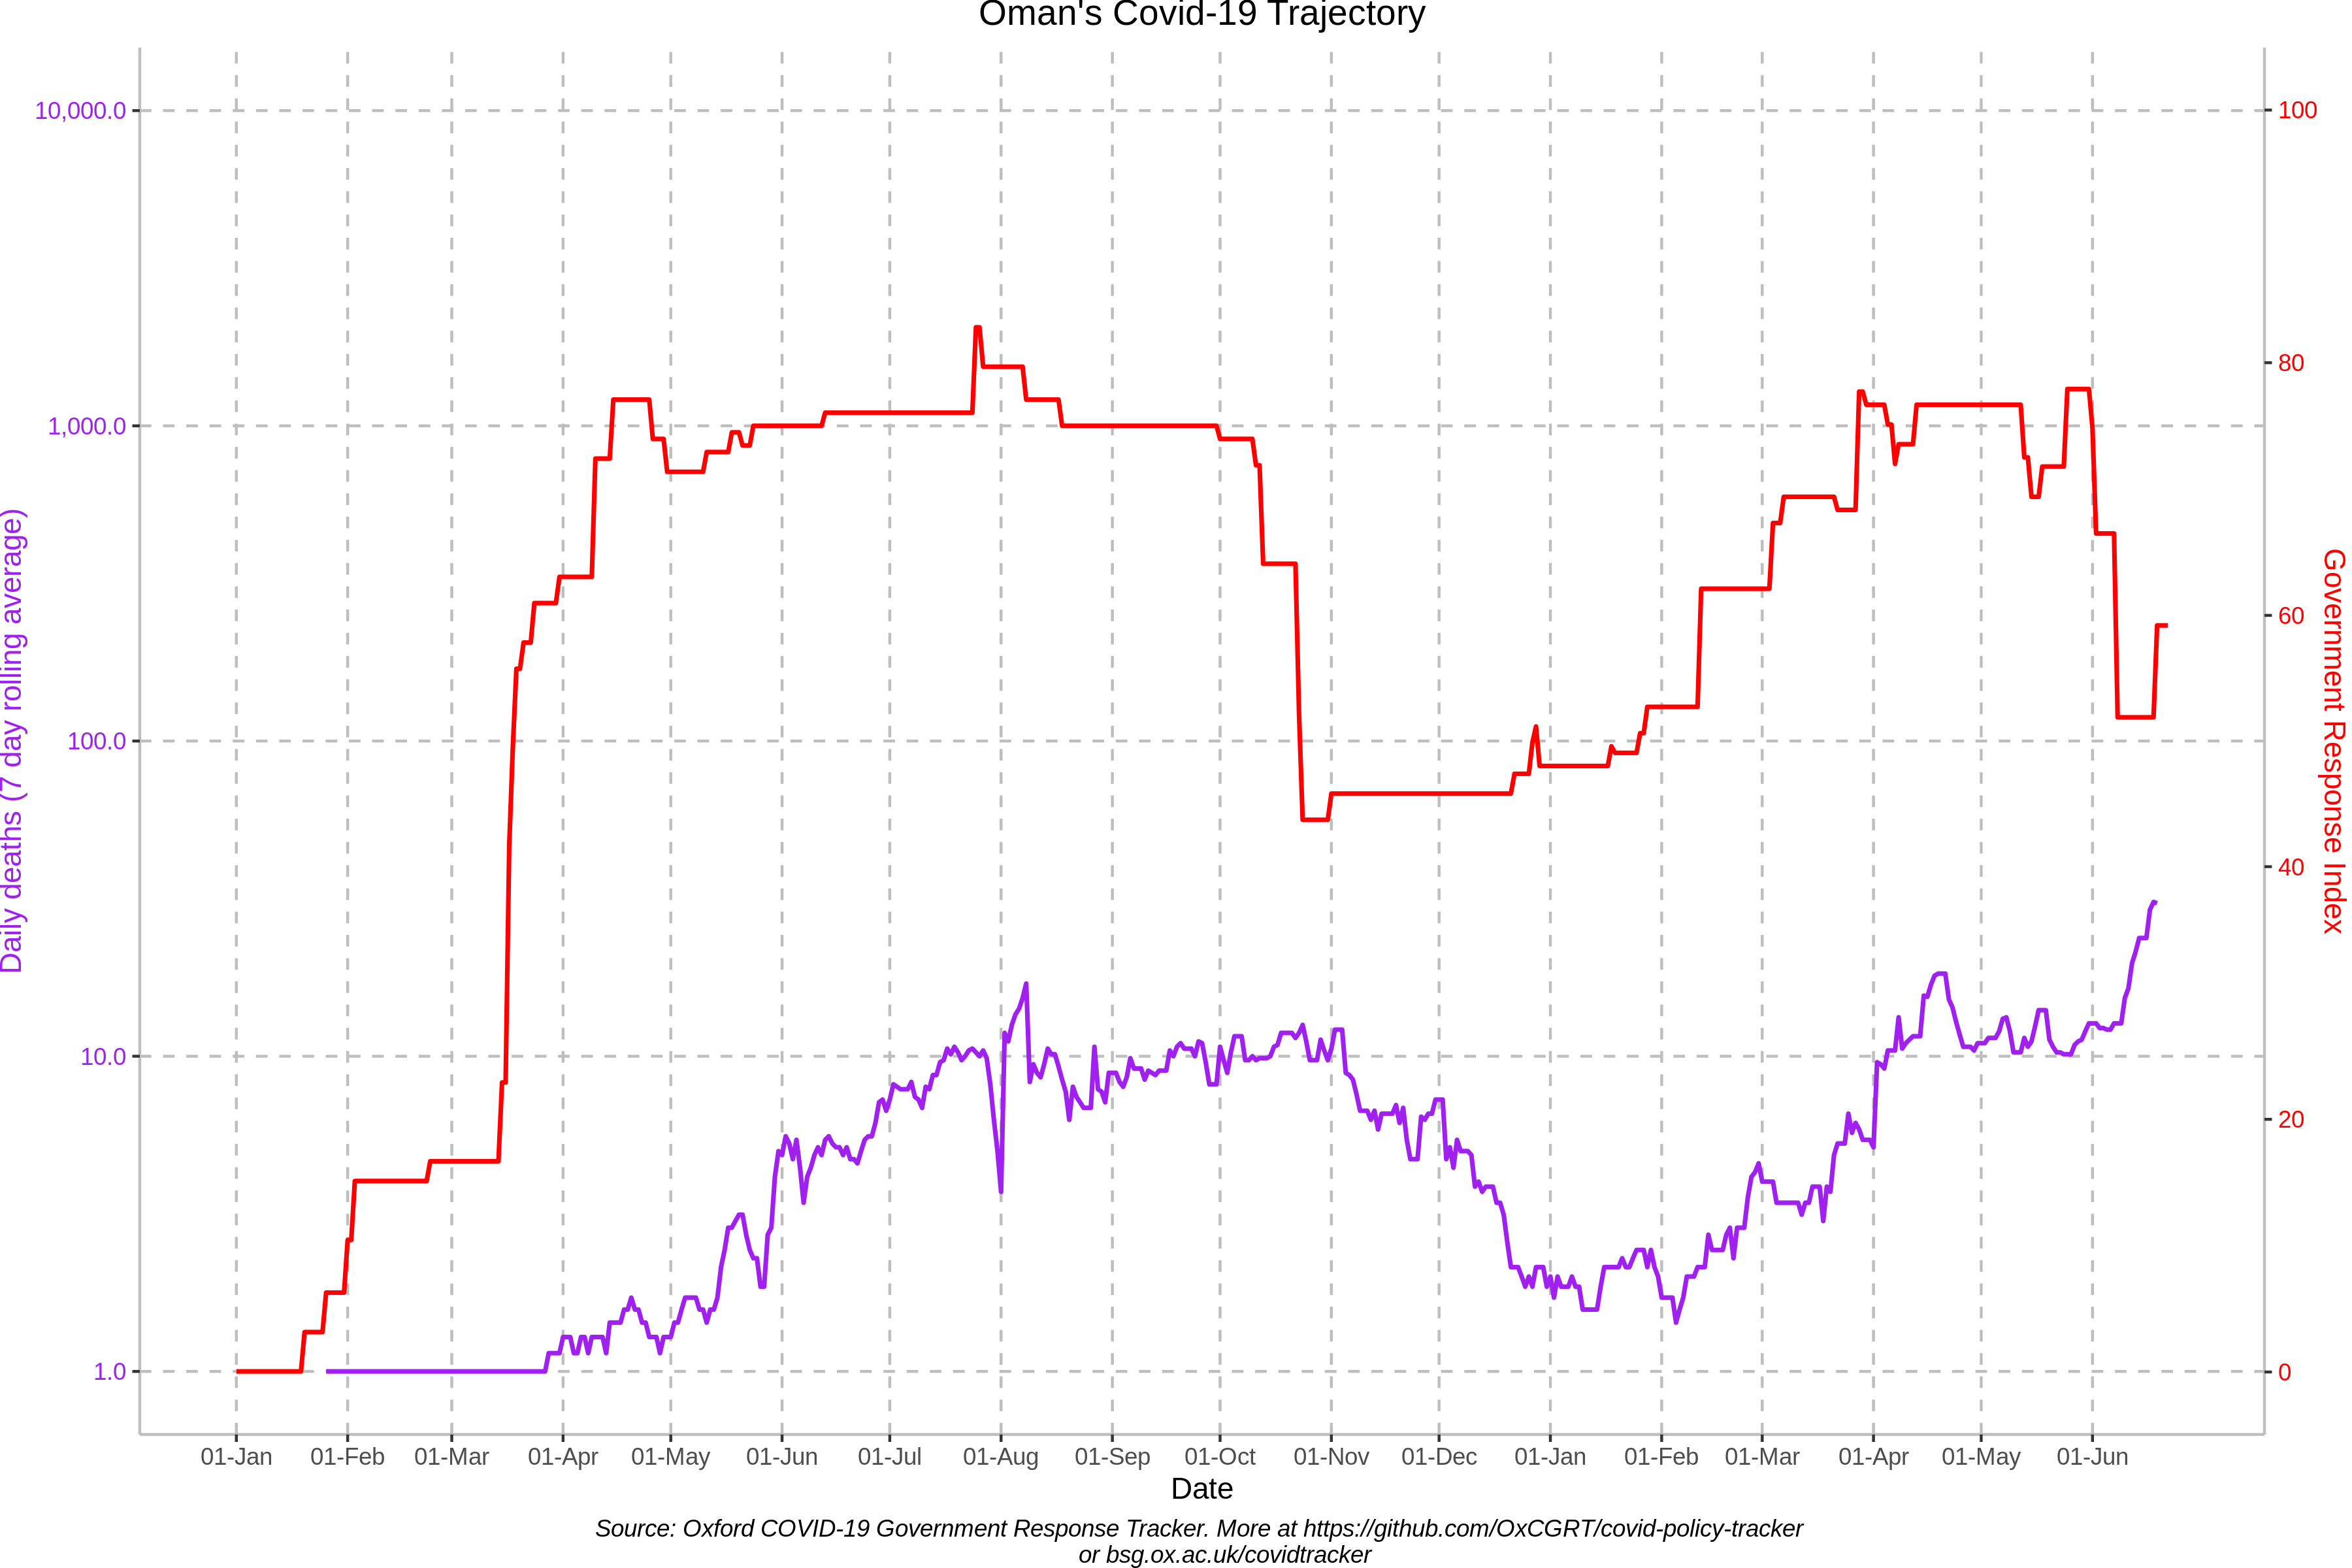 Oman's Covid-19 Trajectory
10,000.0
1,000.0
100.0
10.0
1.0
Daily deaths (7 day rolling average)
100
80
60
40
20
0
Government Response Index
01-Jan 01-Feb 01-Mar 01-Apr 01-May 01-Jun 01-Jul 01-Aug 01-Sep 01-Oct 01-Nov 01-Dec 01-Jan 01-Feb 01-Mar 01-Apr 01-May 01-Jun
Date
Source: Oxford COVID-19 Government Response Tracker. More at https://github.com/OxCGRT/covid-policy-tracker
or bsg.ox.ac.uk/covidtracker